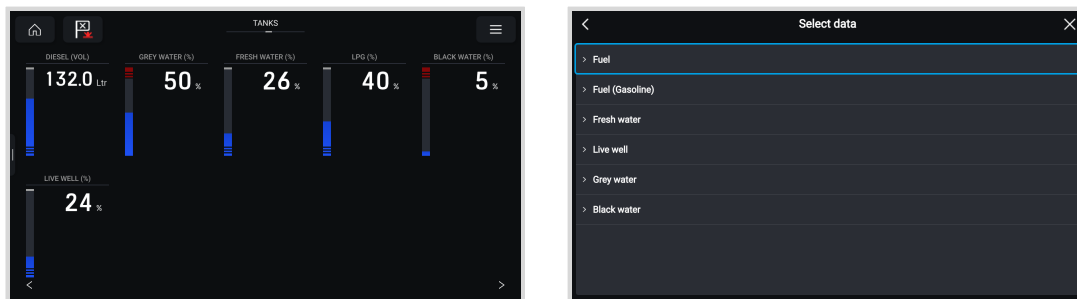 TANKS
DIESEL (VOL)
132.0 Ltr
GREY WATER (%)
50 %
FRESH WATER (%)
26 %
LPG (%)
40 %
BLACK WATER (%)
5 %
LIVE WELL (%)
24 %
Select data
Fuel
Fuel (Gasoline)
Fresh water
Live well
Grey water
Black water